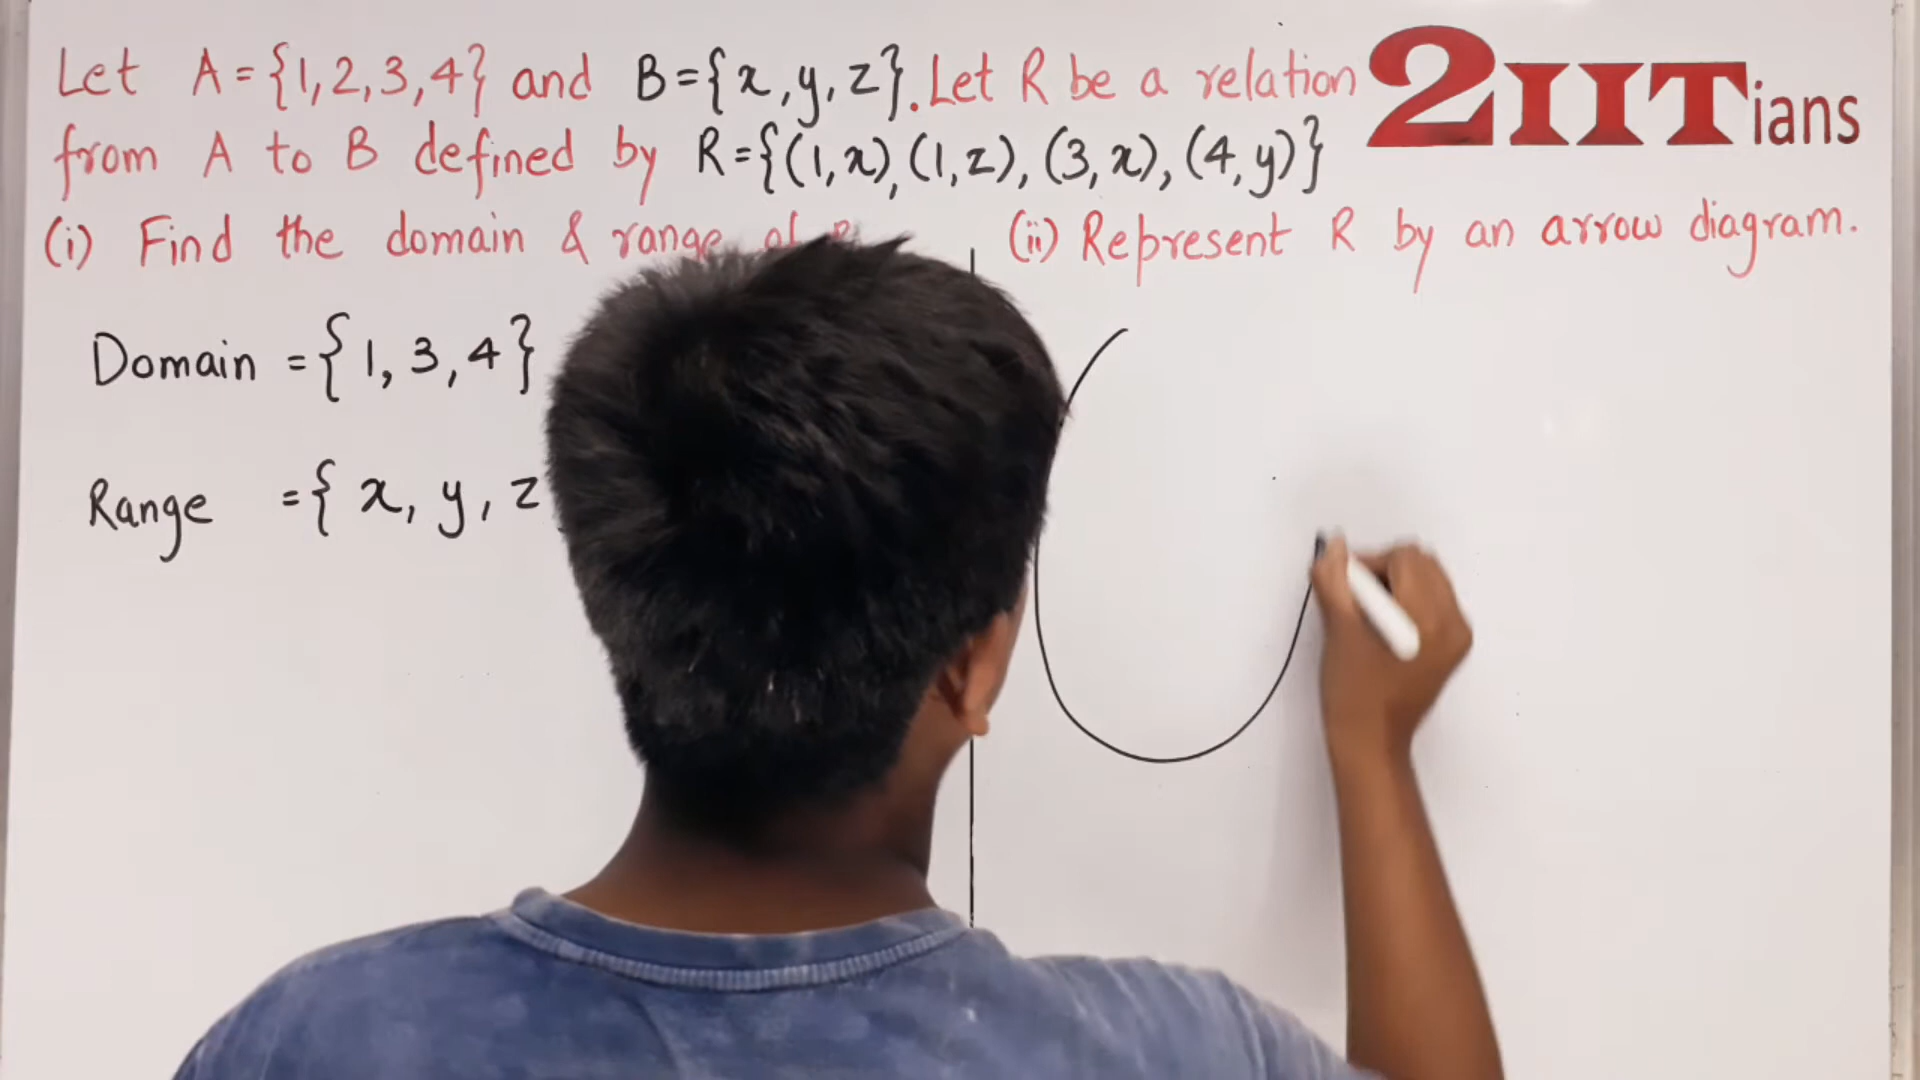 Let A={1,2,3,4} and B={x,y,z}. Let R be a relation
2IITians
from A to B defined by R={(1,x),(1,z),(3,x),(4,y)}
(i) Find the domain & range of R
(ii) Represent R by an arrow diagram.
Domain = {1,3,4}
Range = {x,y,z